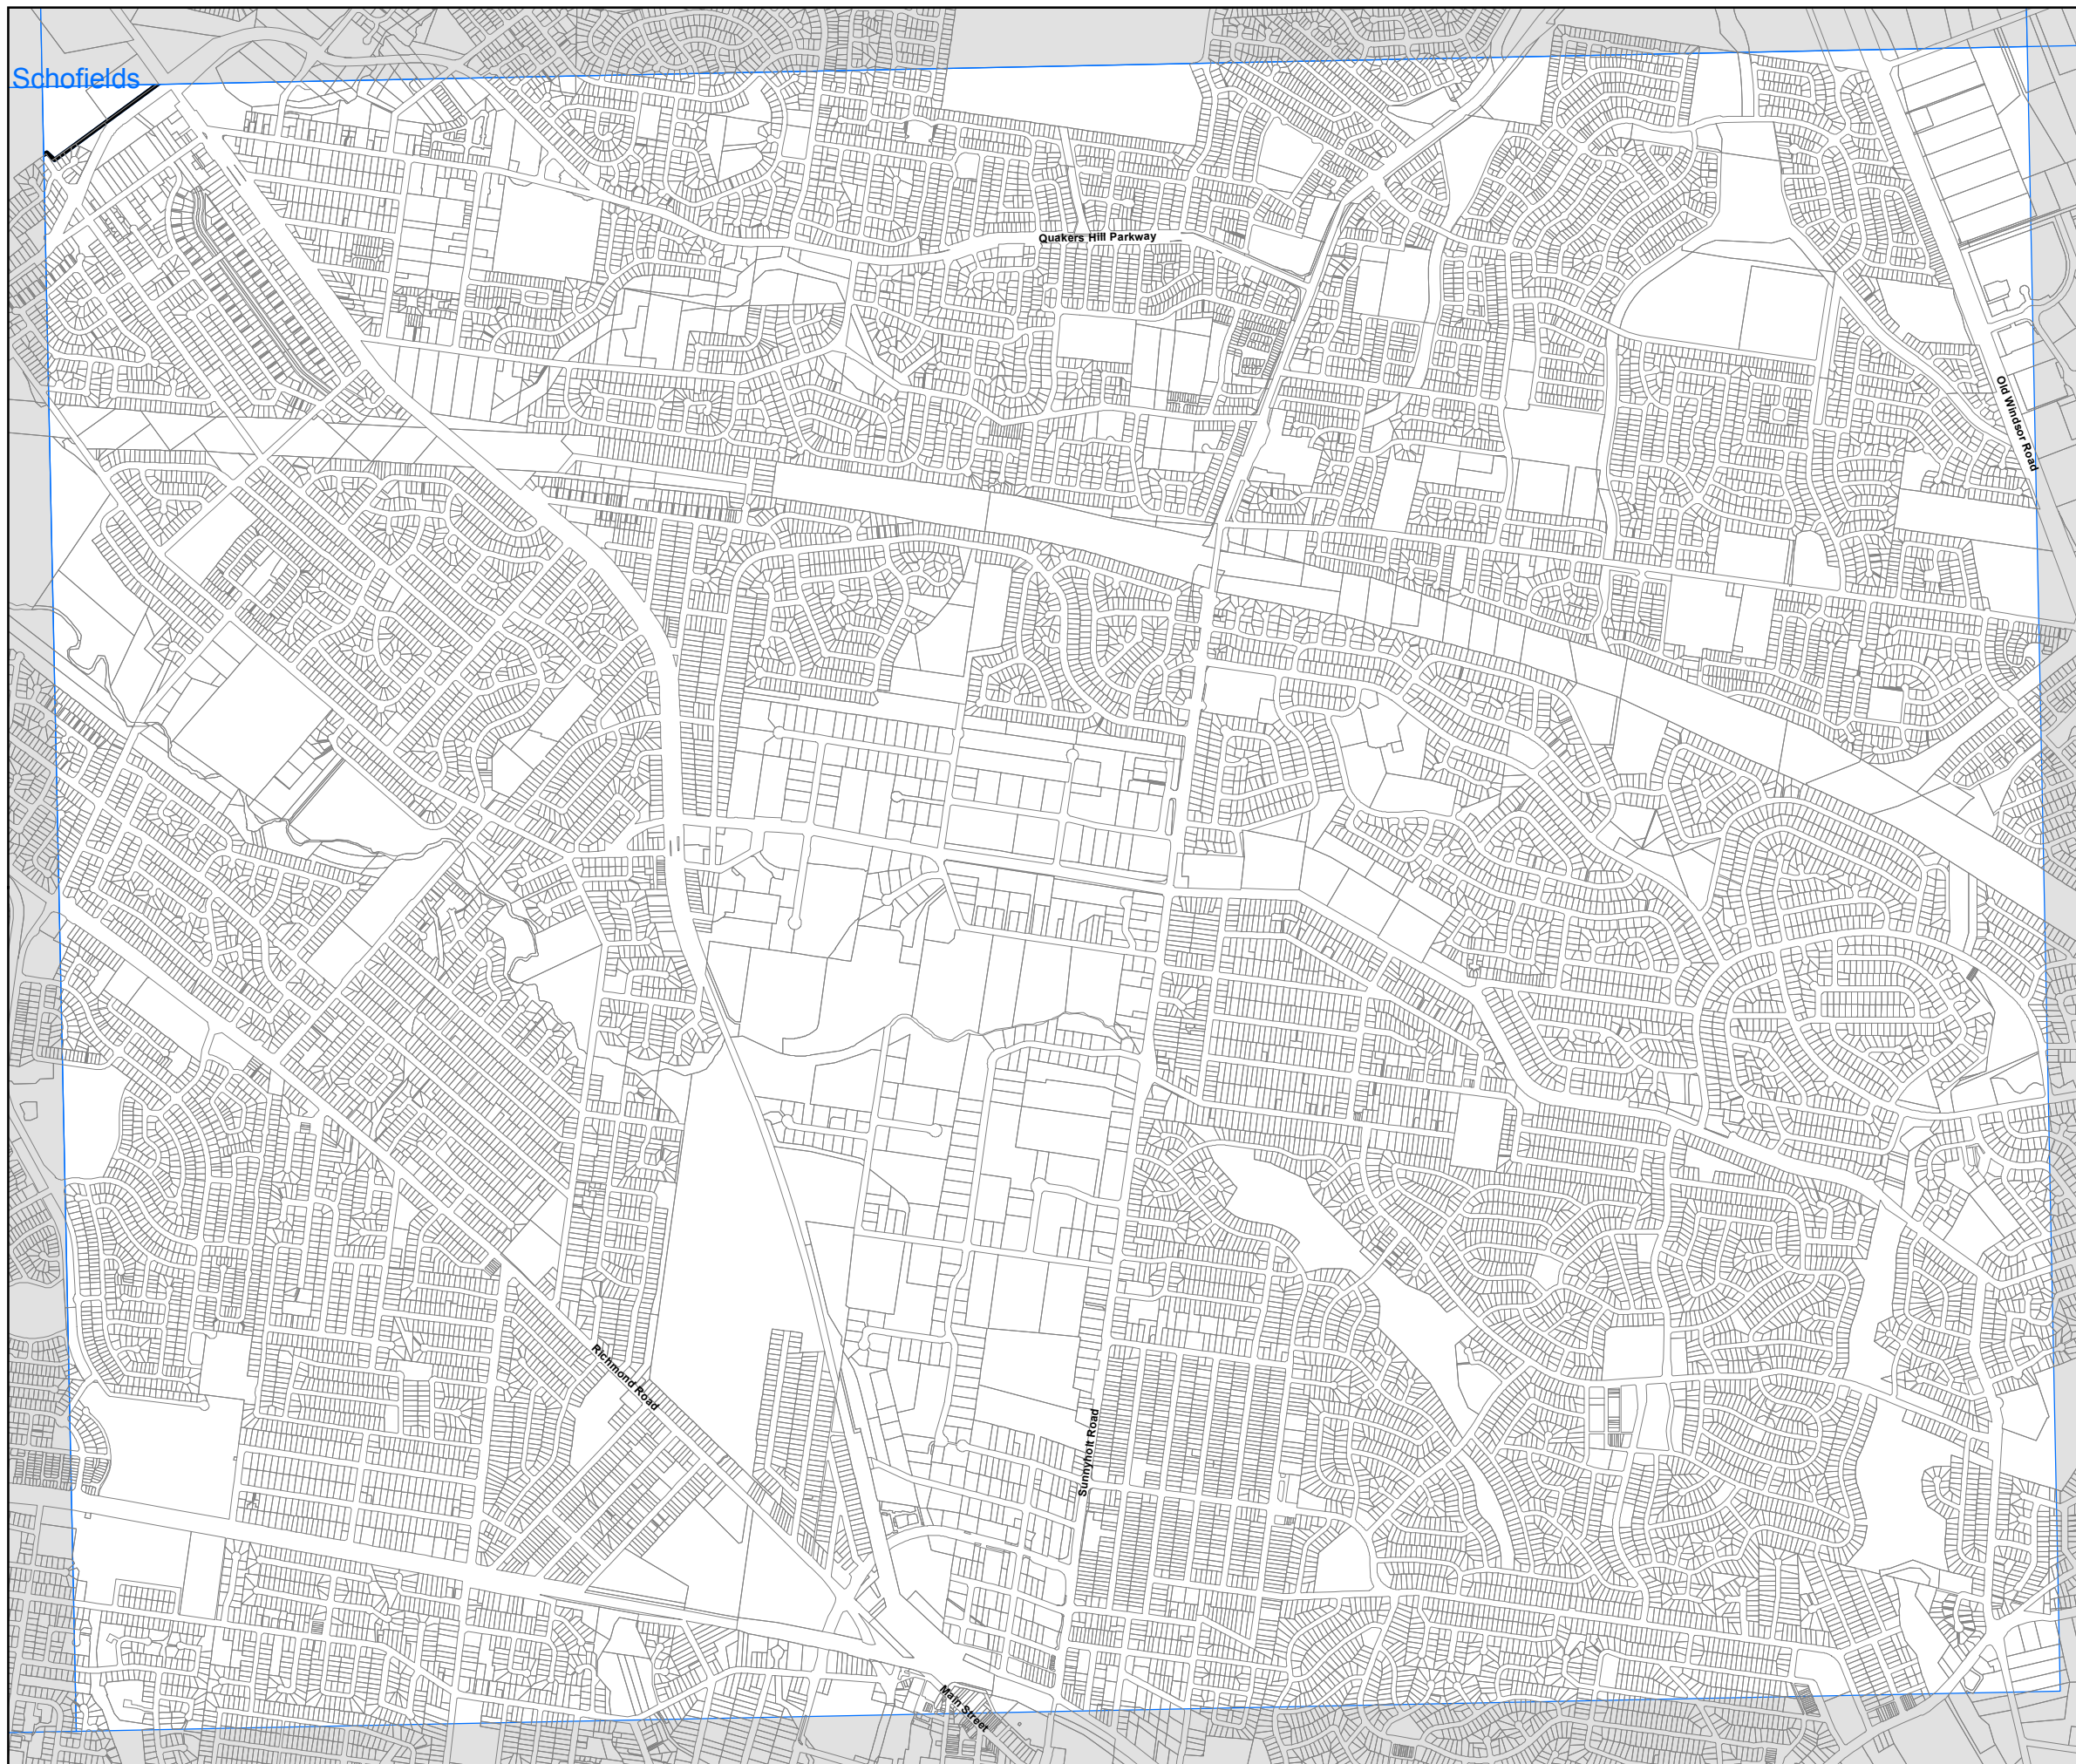 Schofields
Quakers Hill Parkway
Old Windsor Road
Richmond Road
Sunnyholt Road
Main Street